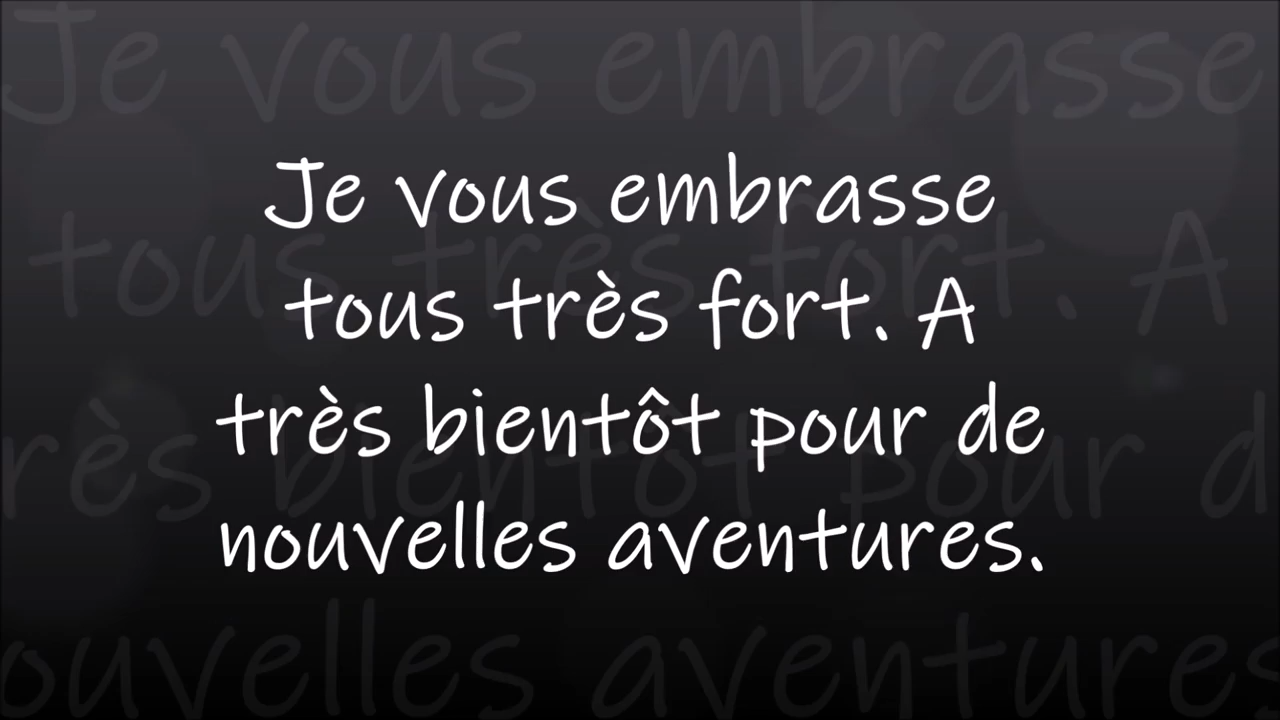 Je vous embrasse
tous très fort. A
très bientôt pour de
nouvelles aventures.